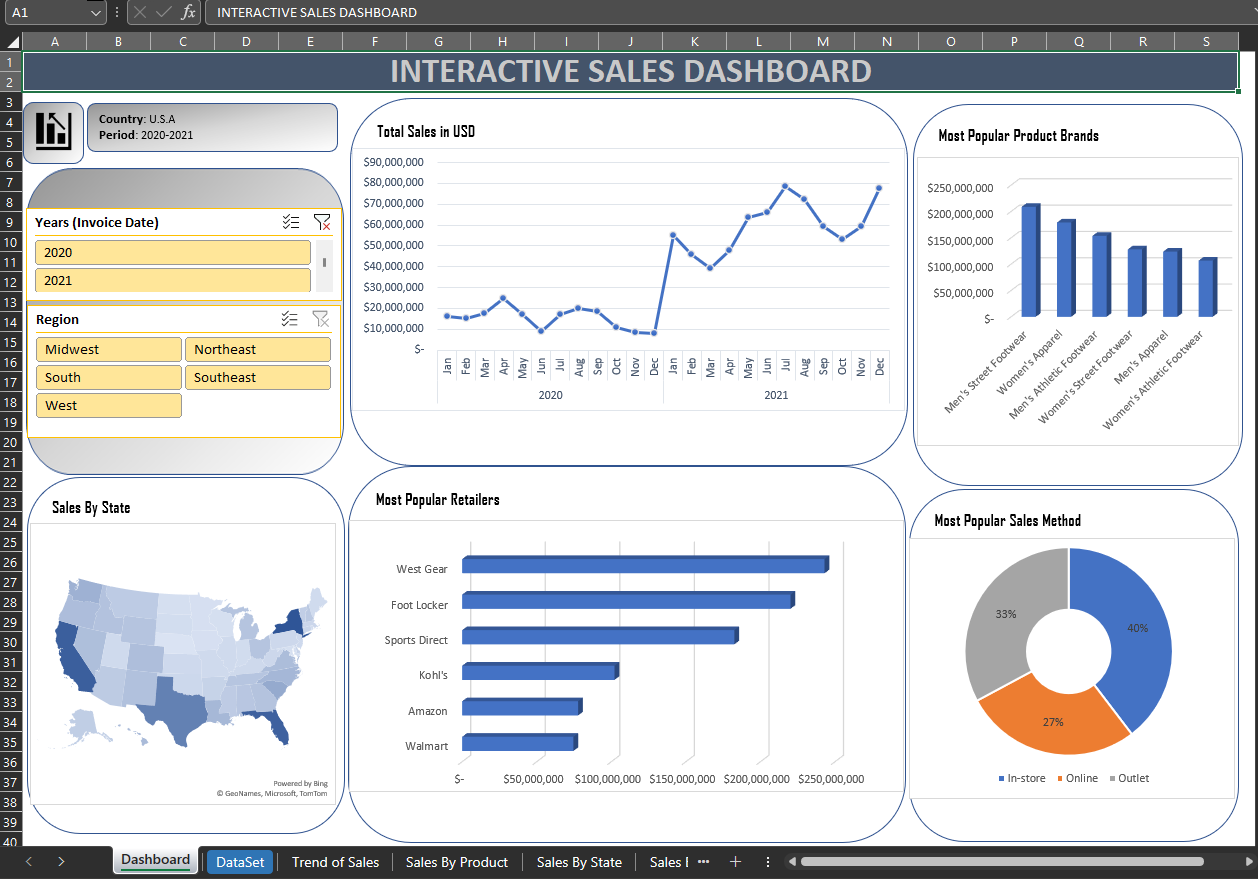 A1
fx
INTERACTIVE SALES DASHBOARD
A B C D E F G H I J K L M N O P Q R S
1
2
3
4
5
6
7
8
9
10
11
12
13
14
15
16
17
18
19
20
21
22
23
24
25
26
27
28
29
30
31
32
33
34
35
36
37
38
39
40
INTERACTIVE SALES DASHBOARD
Country: U.S.A
Period: 2020-2021
Years (Invoice Date)
2020
2021
Region
Midwest Northeast
South Southeast
West
Total Sales in USD
$90,000,000
$80,000,000
$70,000,000
$60,000,000
$50,000,000
$40,000,000
$30,000,000
$20,000,000
$10,000,000
$-
Jan Feb Mar Apr May Jun Jul Aug Sep Oct Nov Dec Jan Feb Mar Apr May Jun Jul Aug Sep Oct Nov Dec
2020 2021
Most Popular Product Brands
$250,000,000
$200,000,000
$150,000,000
$100,000,000
$50,000,000
$-
Men's Street Footwear
Women's Apparel
Men's Athletic Footwear
Women's Street Footwear
Men's Apparel
Women's Athletic Footwear
Sales By State
Powered by Bing
© GeoNames, Microsoft, TomTom
Most Popular Retailers
West Gear
Foot Locker
Sports Direct
Kohl's
Amazon
Walmart
$- $50,000,000 $100,000,000 $150,000,000 $200,000,000 $250,000,000
Most Popular Sales Method
33%
40%
27%
In-store Online Outlet
Dashboard DataSet Trend of Sales Sales By Product Sales By State Sales